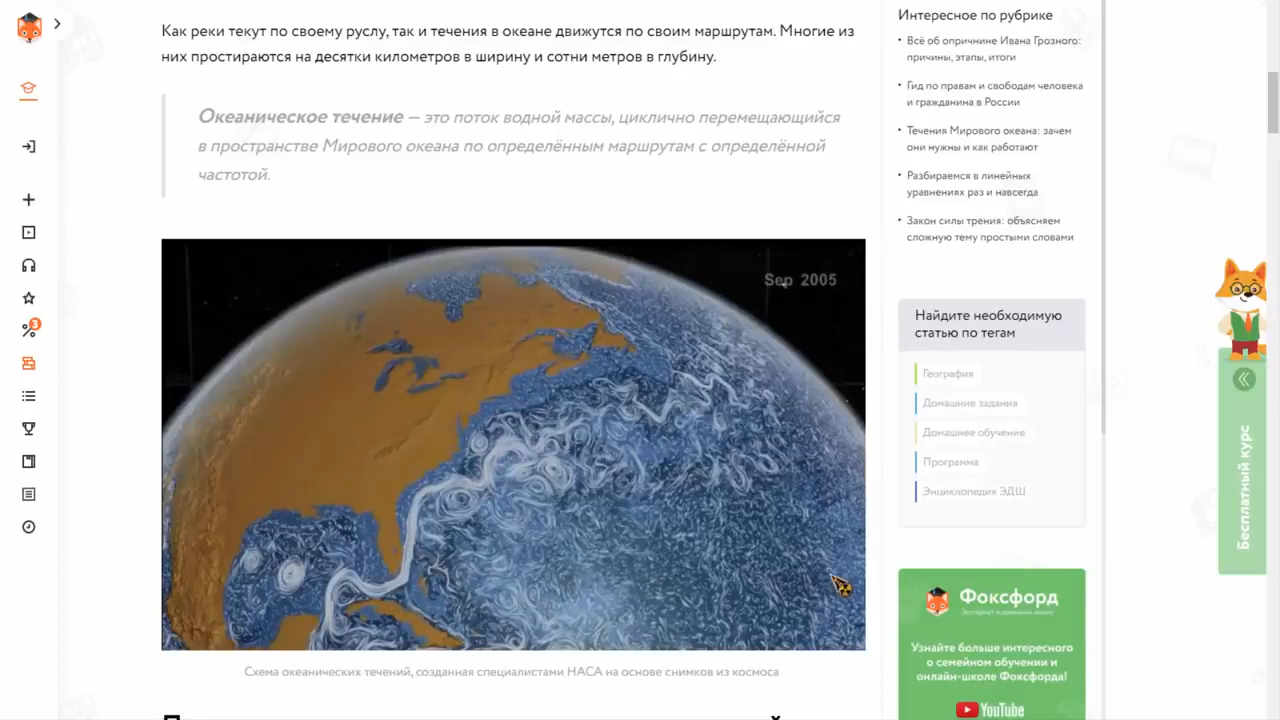 Как реки текут по своему руслу, так и течения в океане движутся по своим маршрутам. Многие из
них простираются на десятки километров в ширину и сотни метров в глубину.
Океаническое течение — это поток водной массы, циклично перемещающийся
в пространстве Мирового океана по определённым маршрутам с определённой
частотой.
Sep 2005
Схема океанических течений, созданная специалистами НАСА на основе снимков из космоса
Интересное по рубрике
Всё об опричнине Ивана Грозного:
причины, этапы, итоги
Гид по правам и свободам человека
и гражданина в России
Течения Мирового океана: зачем
они нужны и как работают
Разбираемся в линейных
уравнениях раз и навсегда
Закон силы трения: объясняем
сложную тему простыми словами
Найдите необходимую
статью по тегам
География
Домашние задания
Домашнее обучение
Программа
Энциклопедия ЭДШ
Фоксфорд
Узнайте больше интересного
о семейном обучении и
онлайн-школе Фоксфорда!
YouTube
Бесплатный курс
3